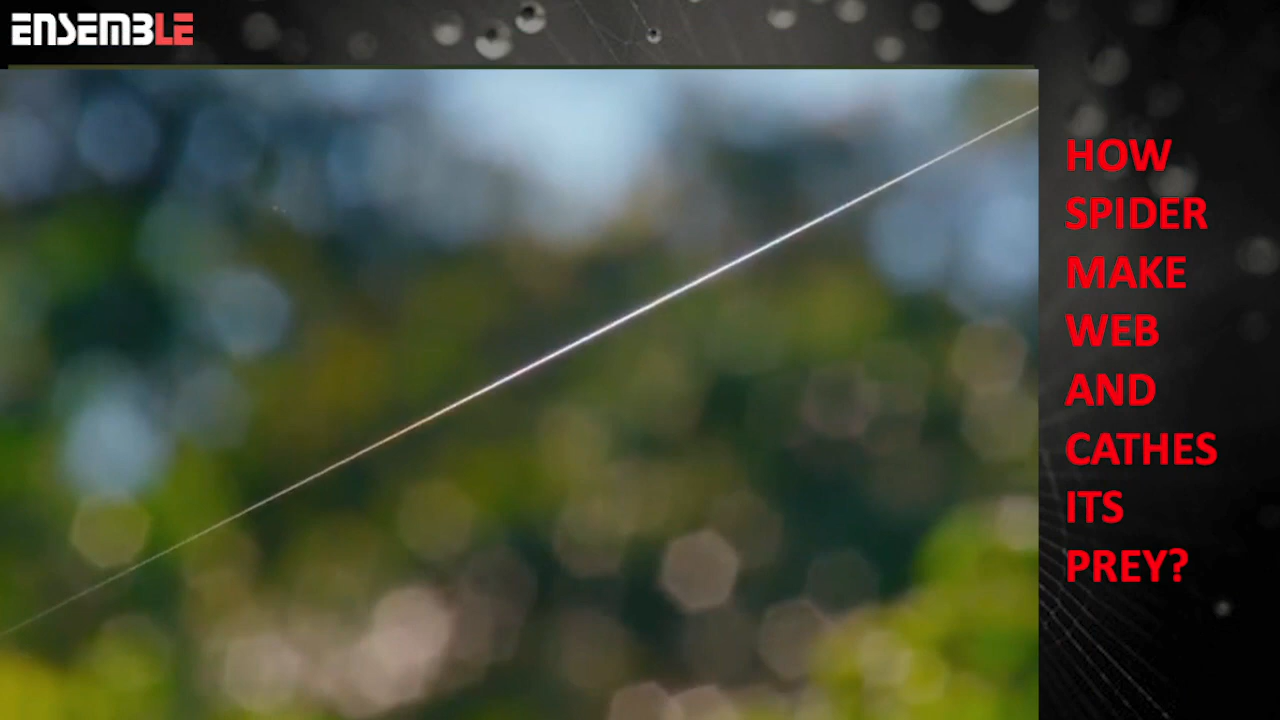 ENSEMBLE
HOW
SPIDER
MAKE
WEB
AND
CATHES
ITS
PREY?